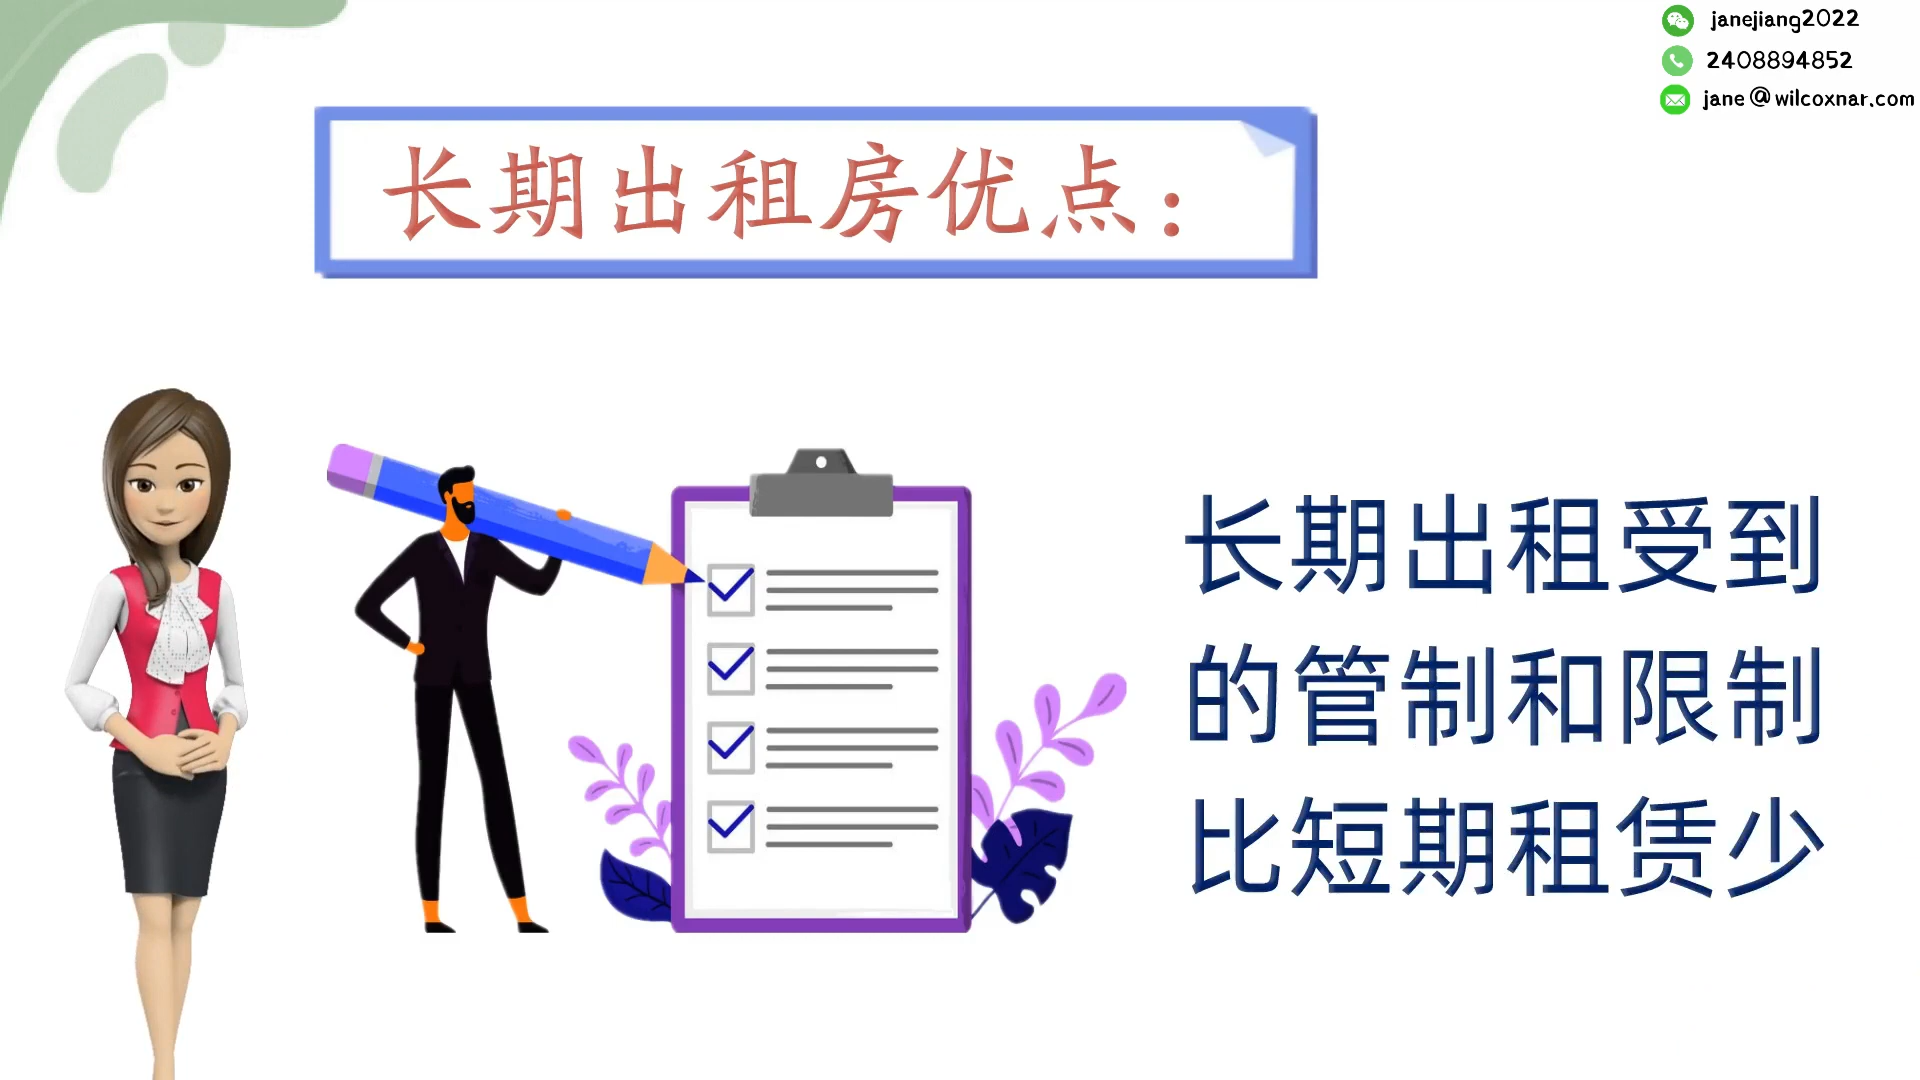 janejiang2022
2408894852
jane@wilcoxnar.com
长期出租房优点：
长期出租受到
的管制和限制
比短期租赁少